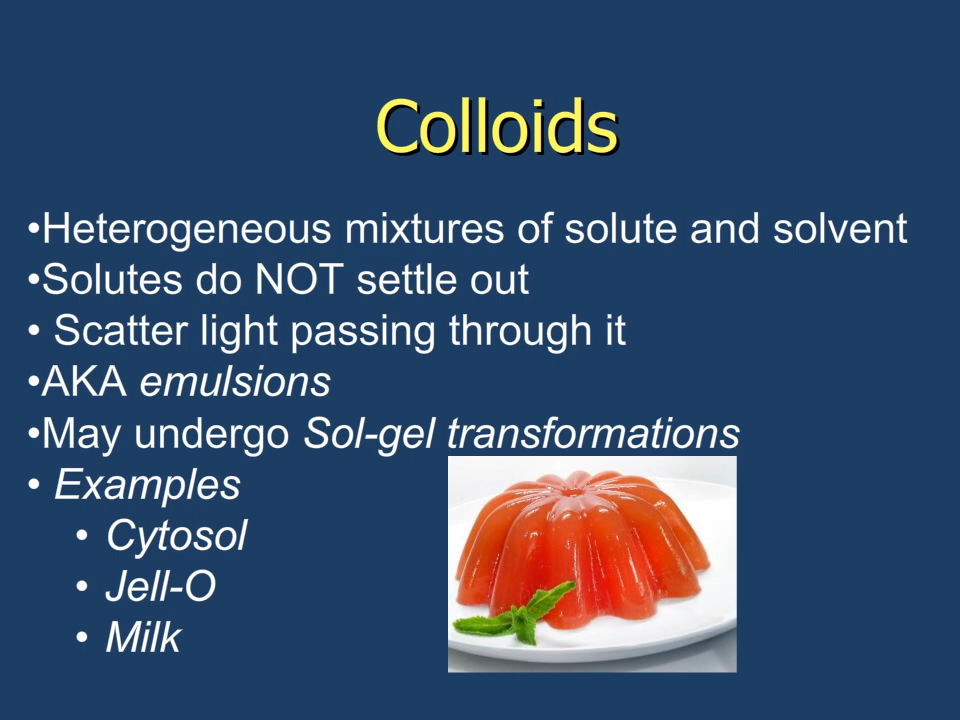 Colloids
•Heterogeneous mixtures of solute and solvent
•Solutes do NOT settle out
• Scatter light passing through it
•AKA emulsions
•May undergo Sol-gel transformations
• Examples
• Cytosol
• Jell-O
• Milk